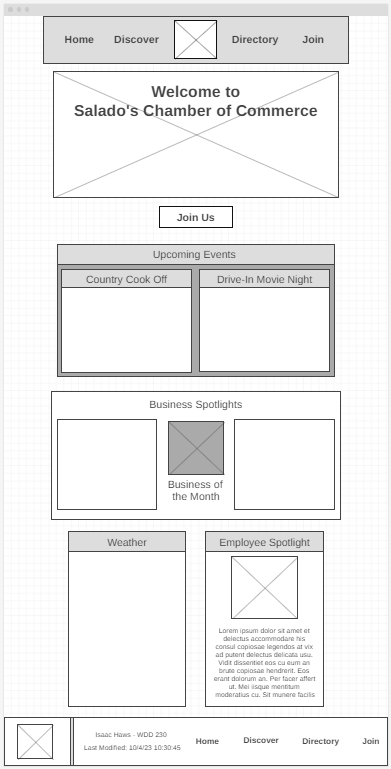 Home Discover Directory Join
Welcome to
Salado's Chamber of Commerce
Join Us
Upcoming Events
Country Cook Off
Drive-In Movie Night
Business Spotlights
Business of
the Month
Weather
Employee Spotlight
Lorem ipsum dolor sit amet et
delectus accommodare his
consul copiosae legendos at vix
ad putent delectus delicata usu.
Vidit dissentiet eos cu eum an
brute copiosae hendrerit. Eos
erant dolorum an. Per facer affert
ut. Mei iisque mentitum
moderatius cu. Sit munere facilis
Isaac Haws - WDD 230
Last Modified: 10/4/23 10:30:45
Home Discover Directory Join